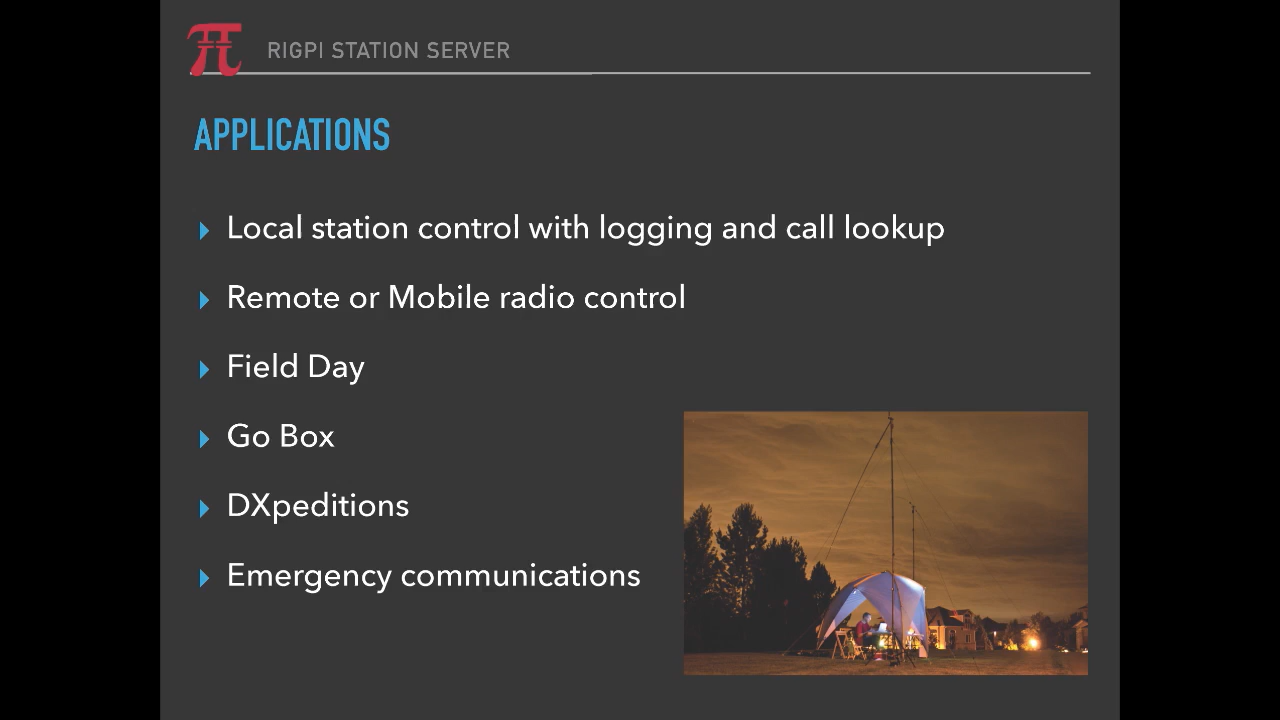 RIGPI STATION SERVER
APPLICATIONS
Local station control with logging and call lookup
Remote or Mobile radio control
Field Day
Go Box
DXpeditions
Emergency communications